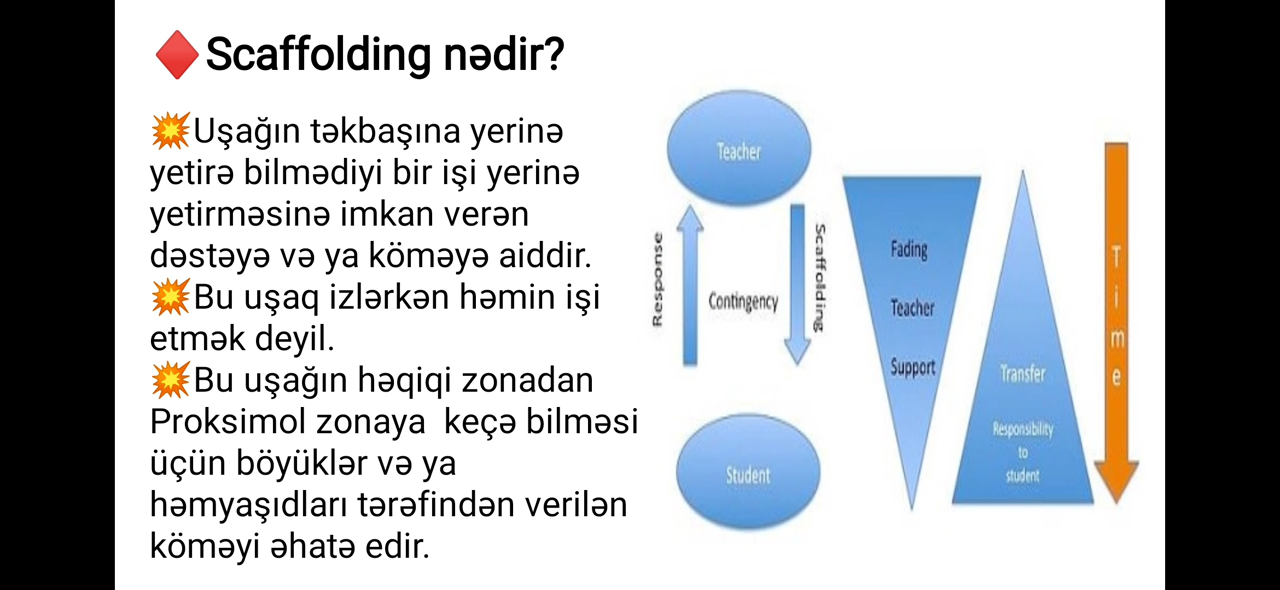 ♦️Scaffolding nədir?
💥Uşağın təkbaşına yerinə
yetirə bilmədiyi bir işi yerinə
yetirməsinə imkan verən
dəstəyə və ya köməyə aiddir.
💥Bu uşaq izlərkən həmin işi
etmək deyil.
💥Bu uşağın həqiqi zonadan
Proksimol zonaya keçə bilməsi
üçün böyüklər və ya
həmyaşıdları tərəfindən verilən
köməyi əhatə edir.
Teacher
Response
Contingency
Scaffolding
Student
Fading
Teacher
Support
Transfer
Responsibility
to
student
Time